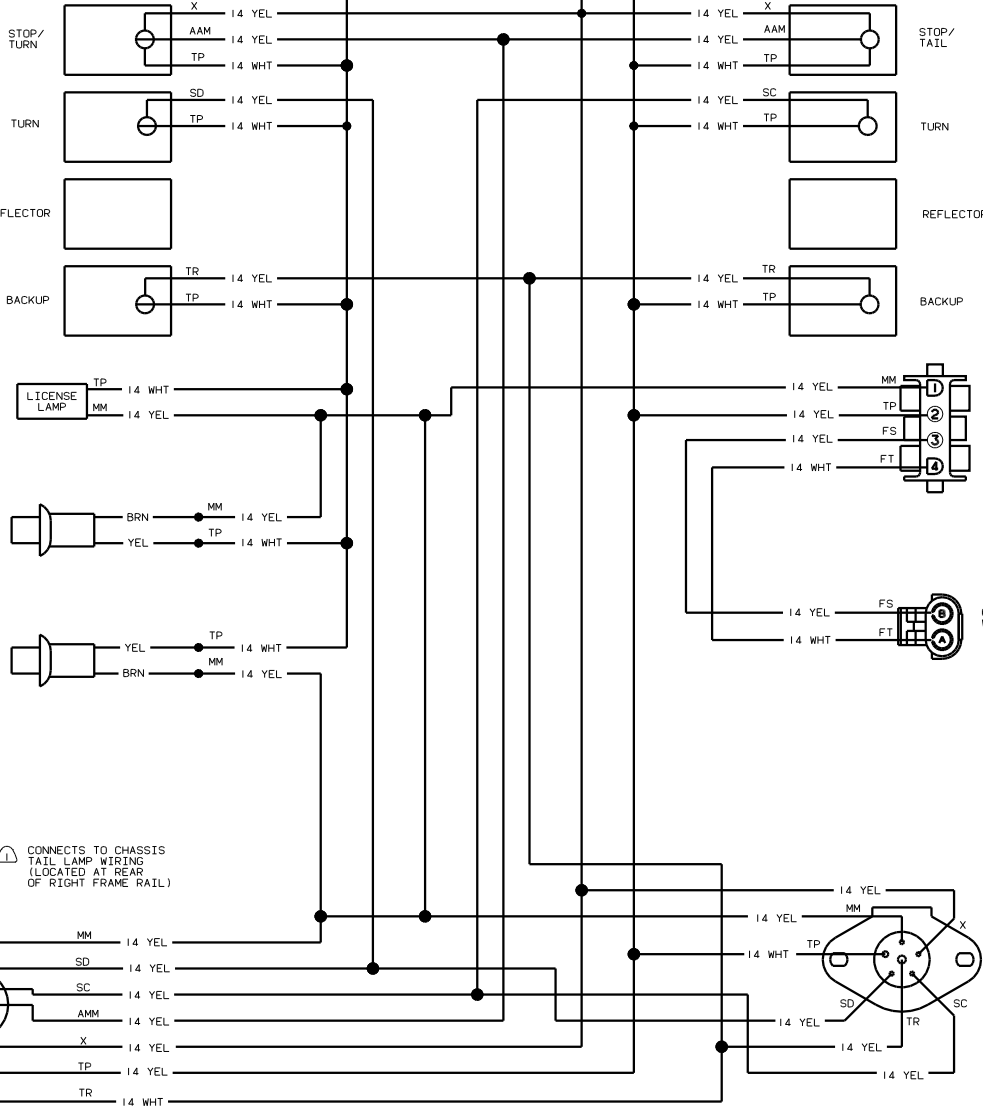 X 14 YEL 14 YEL X
STOP/
TURN
AAM 14 YEL 14 YEL AAM
STOP/
TAIL
TP 14 WHT 14 WHT TP
SD 14 YEL 14 YEL SC
TURN
TP 14 WHT 14 WHT TP
TURN
FLECTOR
REFLECTOR
TR 14 YEL 14 YEL TR
BACKUP
TP 14 WHT 14 WHT TP
BACKUP
TP 14 WHT
LICENSE
LAMP
MM 14 YEL
14 YEL MM 1
14 YEL TP 2
14 YEL FS 3
14 WHT FT 4
BRN MM 14 YEL
YEL TP 14 WHT
14 YEL FS B
14 WHT FT A
YEL TP 14 WHT
BRN MM 14 YEL
1 CONNECTS TO CHASSIS
TAIL LAMP WIRING
(LOCATED AT REAR
OF RIGHT FRAME RAIL)
14 YEL
X
14 YEL MM
14 WHT TP
MM 14 YEL
SD 14 YEL
SC 14 YEL
SD
SC
AMM 14 YEL
14 YEL
TR
X 14 YEL
14 YEL
TP 14 YEL
14 YEL
TR 14 WHT